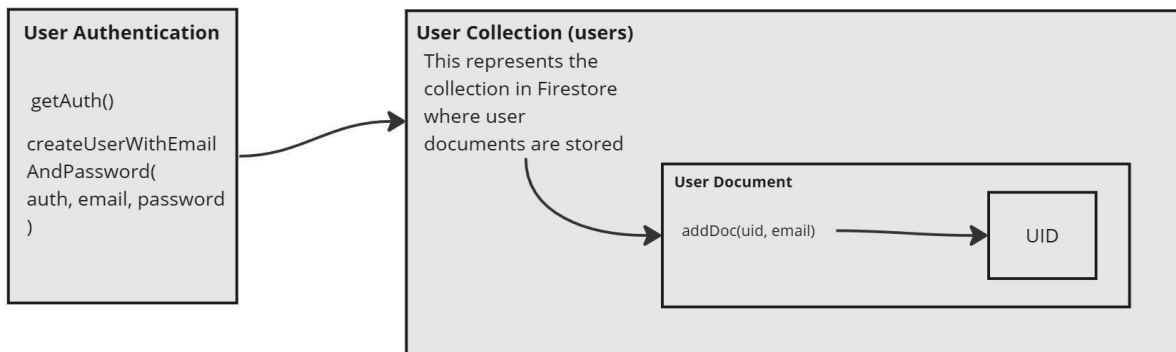 User Authentication
getAuth()
createUserWithEmail
AndPassword(
auth, email, password
)
User Collection (users)
This represents the
collection in Firestore
where user
documents are stored
User Document
addDoc(uid, email)
UID